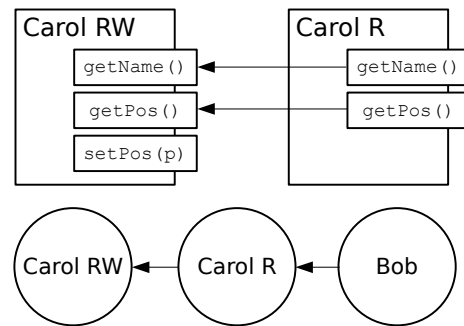 Carol RW
Carol R
getName()
getName()
getPos()
getPos()
setPos(p)
Carol RW
Carol R
Bob